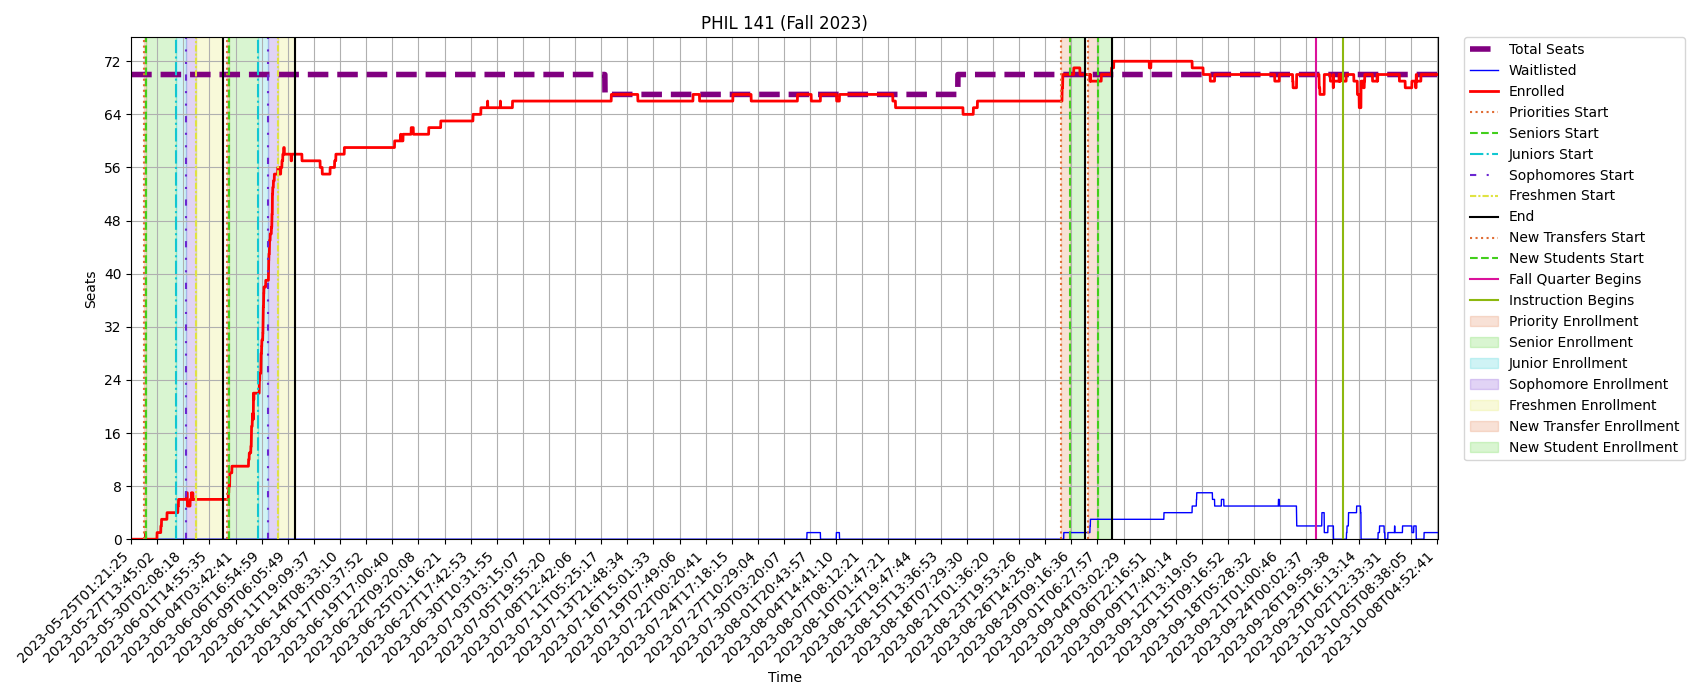 PHIL 141 (Fall 2023)
Seats
72
64
56
48
40
32
24
16
8
0
2023-05-25T01:21:25
2023-05-27T13:45:02
2023-05-30T02:08:18
2023-06-01T14:55:35
2023-06-04T03:42:41
2023-06-06T16:54:59
2023-06-09T06:05:49
2023-06-11T19:09:37
2023-06-14T08:33:10
2023-06-17T00:37:52
2023-06-19T17:00:40
2023-06-22T09:20:08
2023-06-25T01:16:21
2023-06-27T17:42:53
2023-06-30T10:31:55
2023-07-03T03:15:07
2023-07-05T19:55:20
2023-07-08T12:42:06
2023-07-11T05:25:17
2023-07-13T21:48:34
2023-07-16T15:01:33
2023-07-19T07:49:06
2023-07-22T00:20:41
2023-07-24T17:18:15
2023-07-27T10:29:04
2023-07-30T03:20:07
2023-08-01T20:43:57
2023-08-04T14:41:10
2023-08-07T08:12:21
2023-08-10T01:47:21
2023-08-12T19:47:44
2023-08-15T13:36:53
2023-08-18T07:29:30
2023-08-21T01:36:20
2023-08-23T19:53:26
2023-08-26T14:25:04
2023-08-29T09:16:36
2023-09-01T06:27:57
2023-09-04T03:02:29
2023-09-06T22:16:51
2023-09-09T17:40:14
2023-09-12T13:19:05
2023-09-15T09:16:52
2023-09-18T05:28:32
2023-09-21T01:00:46
2023-09-24T00:02:37
2023-09-26T19:59:38
2023-09-29T16:13:14
2023-10-02T12:33:31
2023-10-05T08:38:05
2023-10-08T04:52:41
Time
Total Seats
Waitlisted
Enrolled
Priorities Start
Seniors Start
Juniors Start
Sophomores Start
Freshmen Start
End
New Transfers Start
New Students Start
Fall Quarter Begins
Instruction Begins
Priority Enrollment
Senior Enrollment
Junior Enrollment
Sophomore Enrollment
Freshmen Enrollment
New Transfer Enrollment
New Student Enrollment